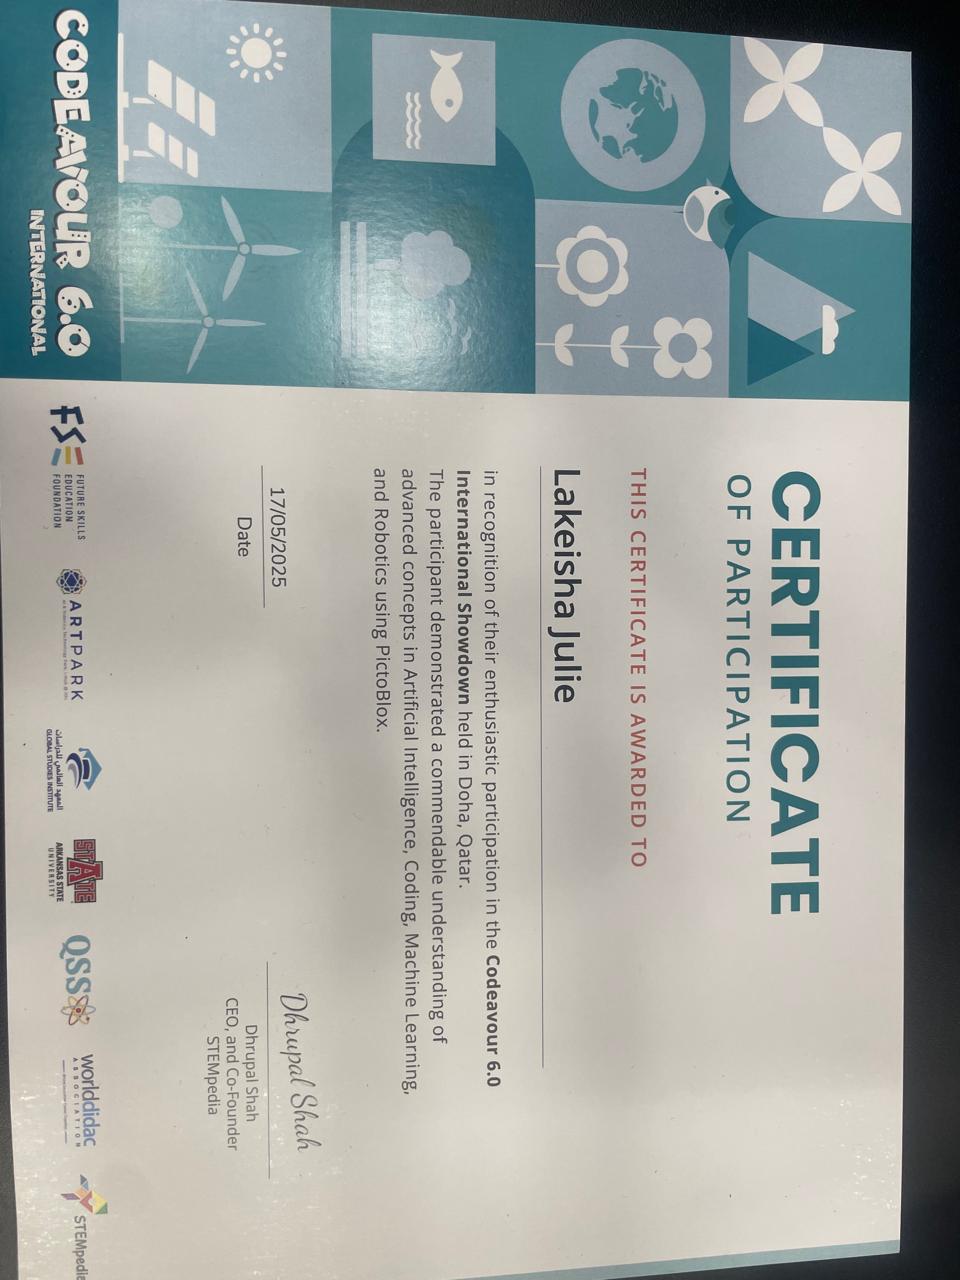 CERTIFICATE
OF PARTICIPATION
THIS CERTIFICATE IS AWARDED TO
Lakeisha Julie
in recognition of their enthusiastic participation in the Codeavour 6.0
International Showdown held in Doha, Qatar.
The participant demonstrated a commendable understanding of
advanced concepts in Artificial Intelligence, Coding, Machine Learning,
and Robotics using PictoBlox.
17/05/2025
Date
Dhrupal Shah
Dhrupal Shah
CEO, and Co-Founder
STEMpedia
CODEAVOUR 6.0
INTERNATIONAL
FSE
FUTURE SKILLS
EDUCATION
FOUNDATION
ARTPARK
المعهد العالمي للدراسات
GLOBAL STUDIES INSTITUTE
STATE
ARKANSAS STATE
UNIVERSITY
QSS
worlddidac
ASSOCIATION
STEMpedia